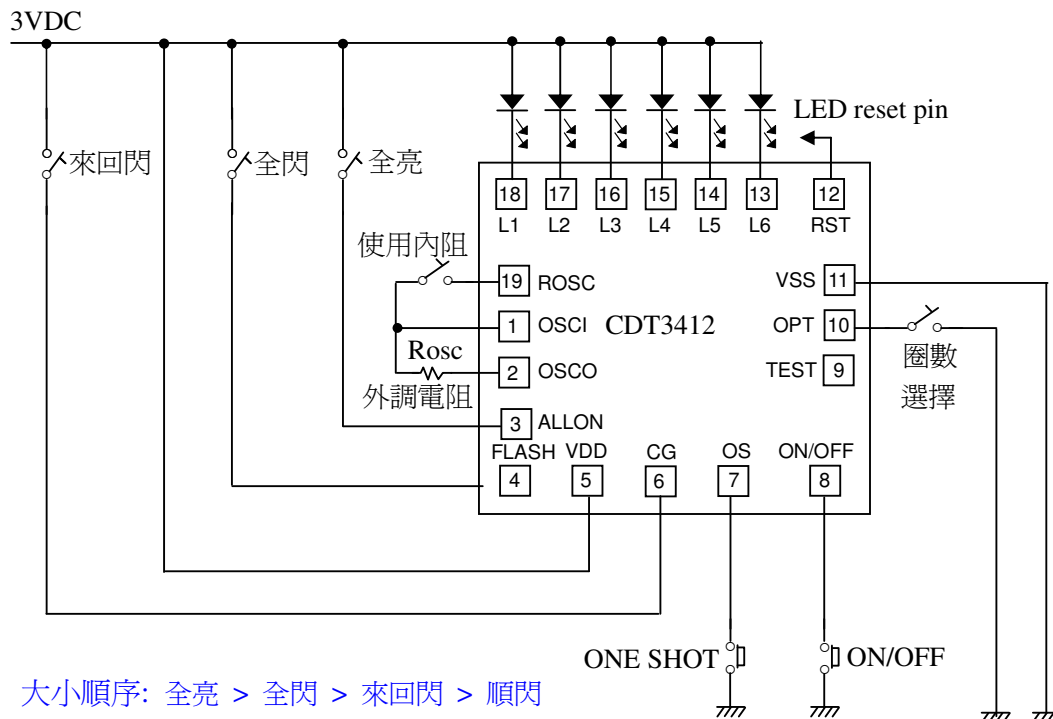 3VDC
LED reset pin
來回閃
全閃
全亮
18 17 16 15 14 13 12
L1 L2 L3 L4 L5 L6 RST
使用內阻
19 ROSC
VSS 11
1 OSCI
CDT3412
OPT 10
Rosc
2 OSCO
TEST 9
圈數
選擇
外調電阻
3 ALLON
FLASH VDD CG OS ON/OFF
4 5 6 7 8
ONE SHOT
ON/OFF
大小順序: 全亮 > 全閃 > 來回閃 > 順閃